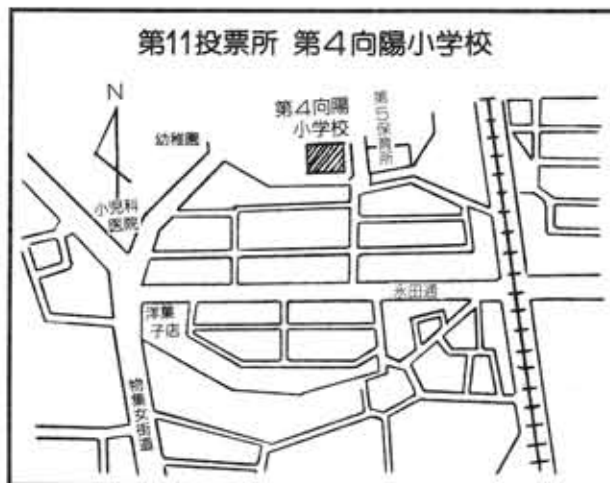 第11投票所 第4向陽小学校
N
第4向陽
小学校
第5保育所
幼稚園
小児科
医院
永田通
洋菓
子店
物集女街道